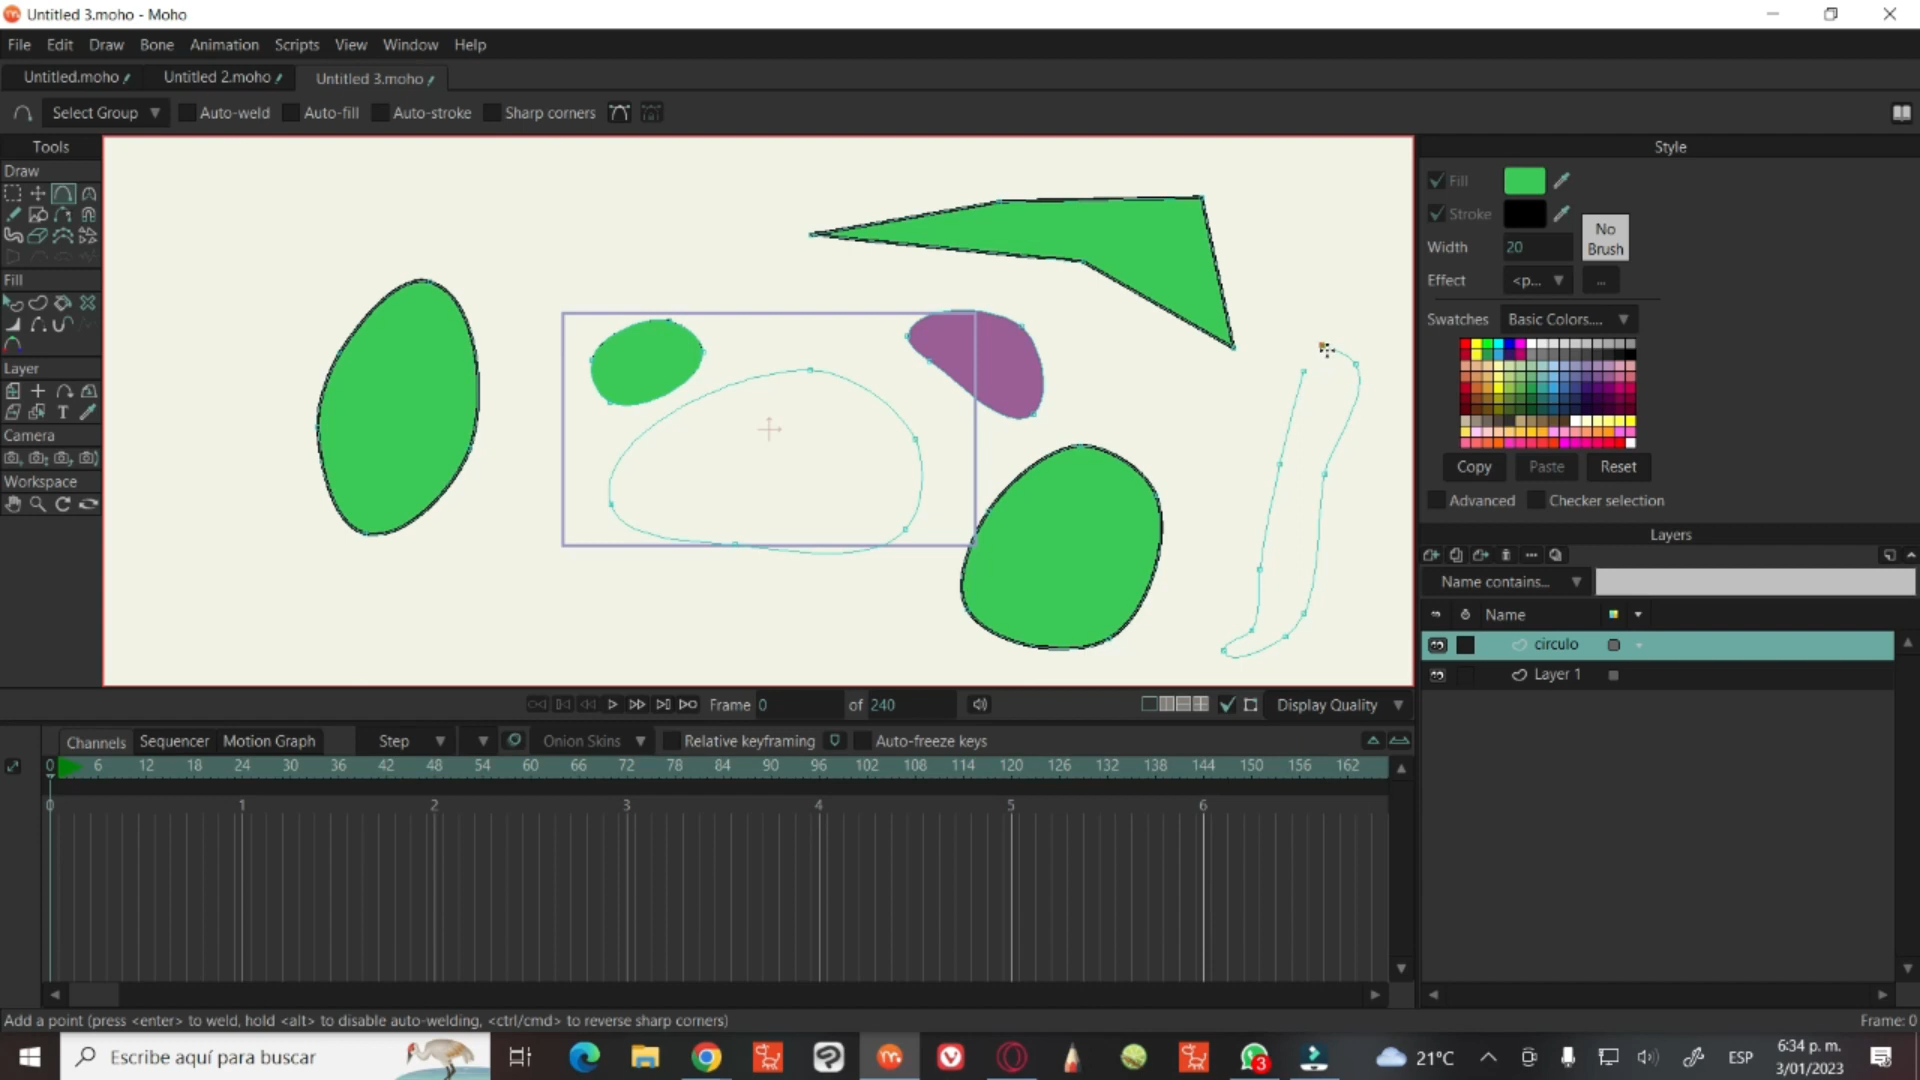 Untitled 3.moho - Moho
File Edit Draw Bone Animation Scripts View Window Help
Untitled.moho Untitled 2.moho Untitled 3.moho
Select Group Auto-weld Auto-fill Auto-stroke Sharp corners
Tools
Draw
Fill
Layer
T
Camera
Workspace
Style
Fill
Stroke
No Brush
Width 20
Effect <p... ...
Swatches Basic Colors....
Copy Paste Reset
Advanced Checker selection
Layers
Name contains...
Name
circulo
Layer 1
Frame 0 of 240 Display Quality
Channels Sequencer Motion Graph Step Onion Skins Relative keyframing Auto-freeze keys
0 6 12 18 24 30 36 42 48 54 60 66 72 78 84 90 96 102 108 114 120 126 132 138 144 150 156 162
0 1 2 3 4 5 6
Add a point (press <enter> to weld, hold <alt> to disable auto-welding, <ctrl/cmd> to reverse sharp corners) Frame: 0
Escribe aquí para buscar 3 21°C ESP 6:34 p. m.
3/01/2023